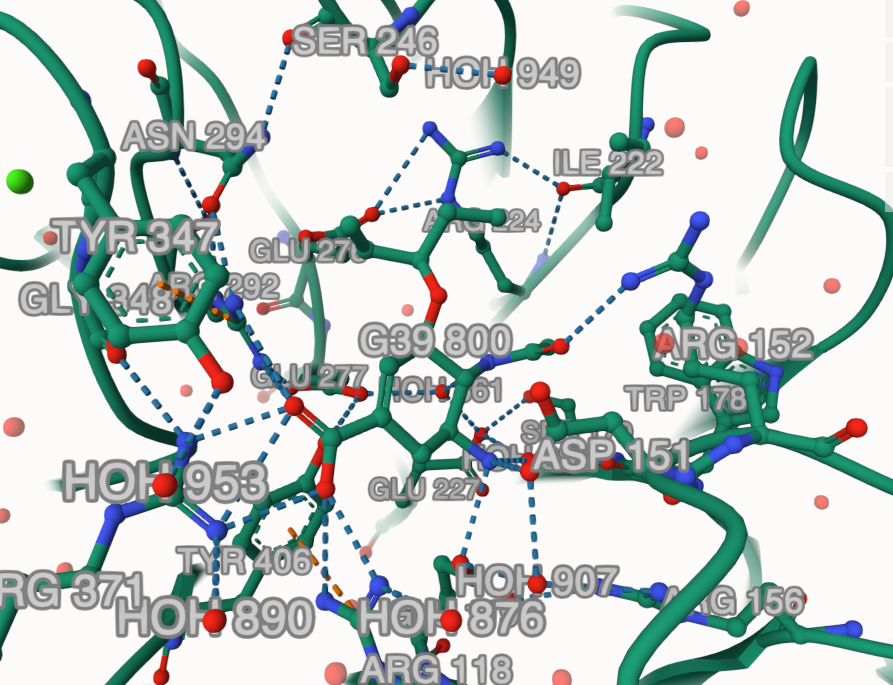 SER 246
HOH 949
ASN 294
ILE 222
TYR 347
ARG 224
GLU 276
ARG 292
GLY 348
G39 800
ARG 152
GLU 277
HOH 861
TRP 178
ASP 151
HOH 953
GLU 227
TYR 406
HOH 907
RG 371
ARG 156
HOH 890
HOH 876
ARG 118